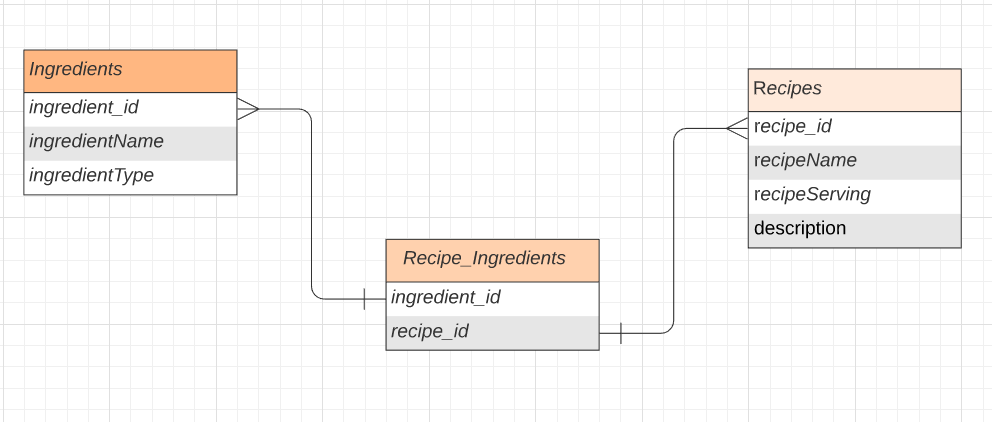 Ingredients
ingredient_id
ingredientName
ingredientType
Recipe_Ingredients
ingredient_id
recipe_id
Recipes
recipe_id
recipeName
recipeServing
description